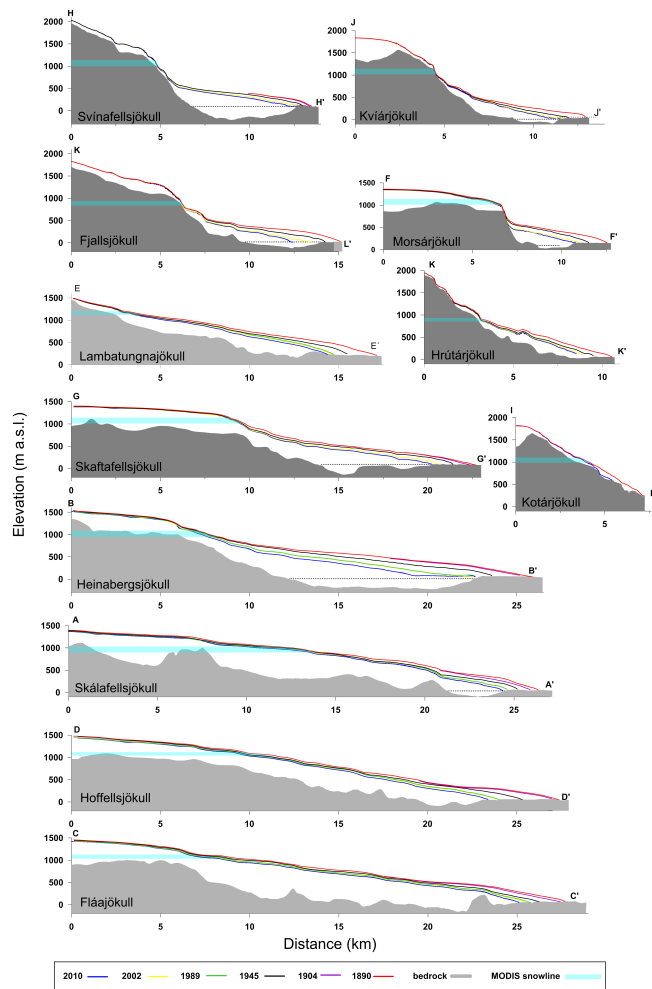 H
2000
1500
1000
500
0
H'
Svínafellsjökull
0 5 10
J
2000
1500
1000
500
0
J'
Kvíárjökull
0 5 10
K
2000
1500
1000
500
0
L'
Fjallsjökull
0 5 10 15
F
1500
1000
500
0
F'
Morsárjökull
0 5 10
E
1500
1000
500
0
E'
Lambatungnajökull
0 5 10 15
K
2000
1500
1000
500
0
K'
Hrútárjökull
0 5 10
G
1500
1000
500
0
G'
Skaftafellsjökull
0 5 10 15 20
I
2000
1500
1000
500
0
I
Kotárjökull
0 5
Elevation (m a.s.l.)
B
1500
1000
500
0
B'
Heinabergsjökull
0 5 10 15 20 25
A
1500
1000
500
0
A'
Skálafellsjökull
0 5 10 15 20 25
D
1500
1000
500
0
D'
Hoffellsjökull
0 5 10 15 20 25
C
1500
1000
500
0
C'
Fláajökull
0 5 10 15 20 25
Distance (km)
2010 2002 1989 1945 1904 1890 bedrock MODIS snowline